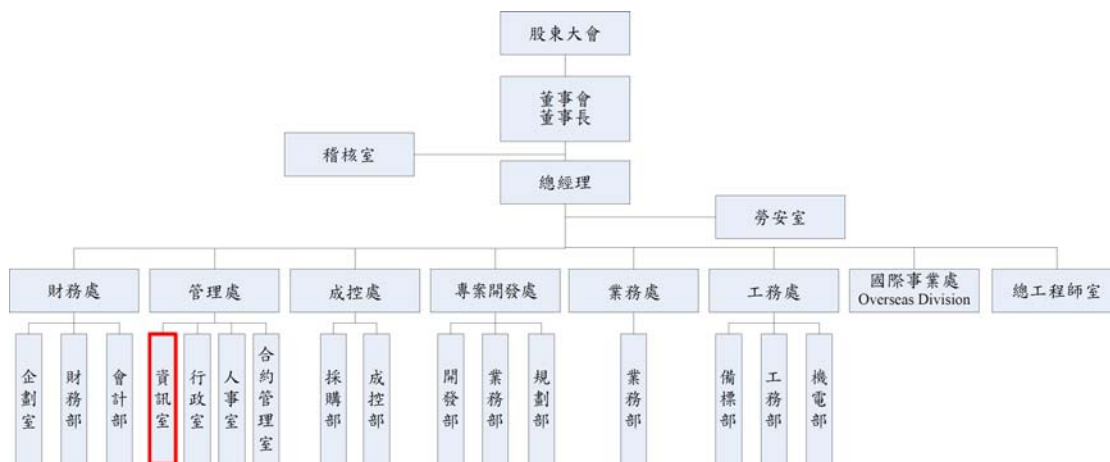 股東大會
董事會
董事長
稽核室
總經理
勞安室
財務處
管理處
成控處
專案開發處
業務處
工務處
國際事業處
Overseas Division
總工程師室
企劃室
財務部
會計部
資訊室
行政室
人事室
合約管理室
採購部
成控部
開發部
業務部
規劃部
業務部
備標部
工務部
機電部